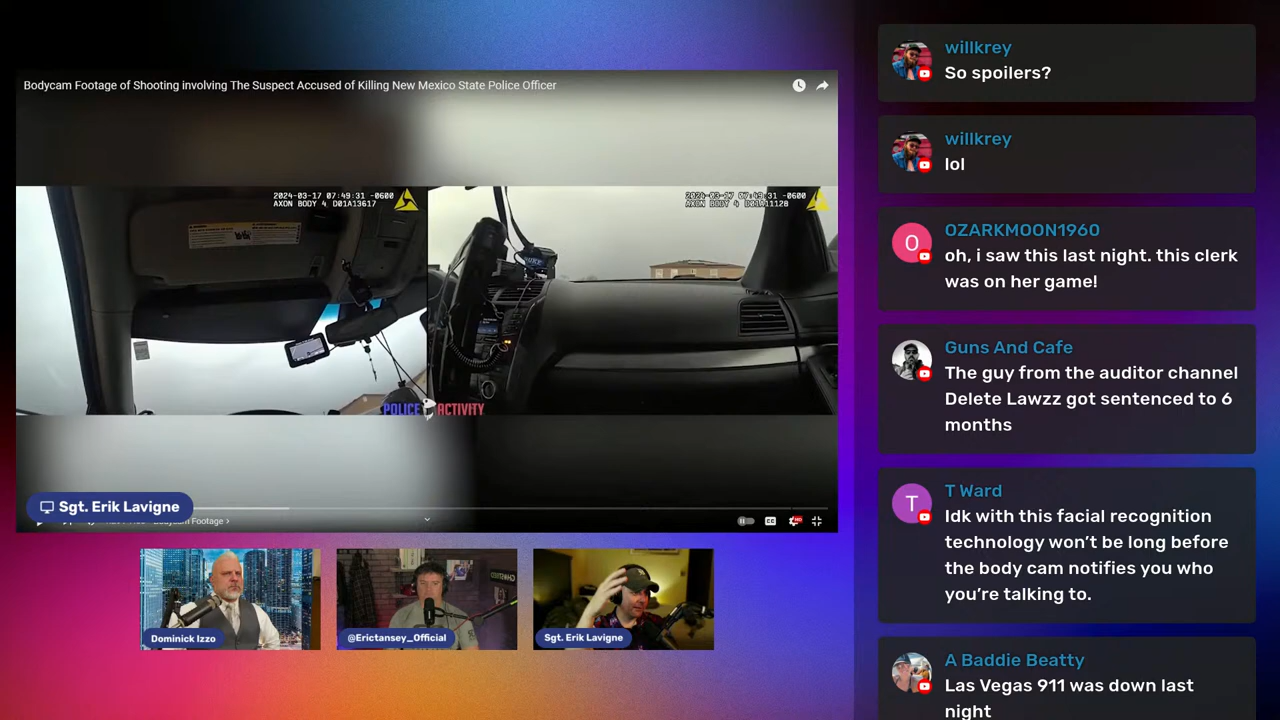 Bodycam Footage of Shooting involving The Suspect Accused of Killing New Mexico State Police Officer
2024-03-17 07:49:31 -0600
AXON BODY 4 D01A13617
2024-03-17 07:49:31 -0600
AXON BODY 4 D01A11128
POLICE ACTIVITY
Sgt. Erik Lavigne
Bodycam Footage
CC
HD
Dominick Izzo
@Erictansey_Official
Sgt. Erik Lavigne
willkrey
So spoilers?
willkrey
lol
O
OZARKMOON1960
oh, i saw this last night. this clerk
was on her game!
Guns And Cafe
The guy from the auditor channel
Delete Lawzz got sentenced to 6
months
T
T Ward
Idk with this facial recognition
technology won’t be long before
the body cam notifies you who
you’re talking to.
A Baddie Beatty
Las Vegas 911 was down last
night